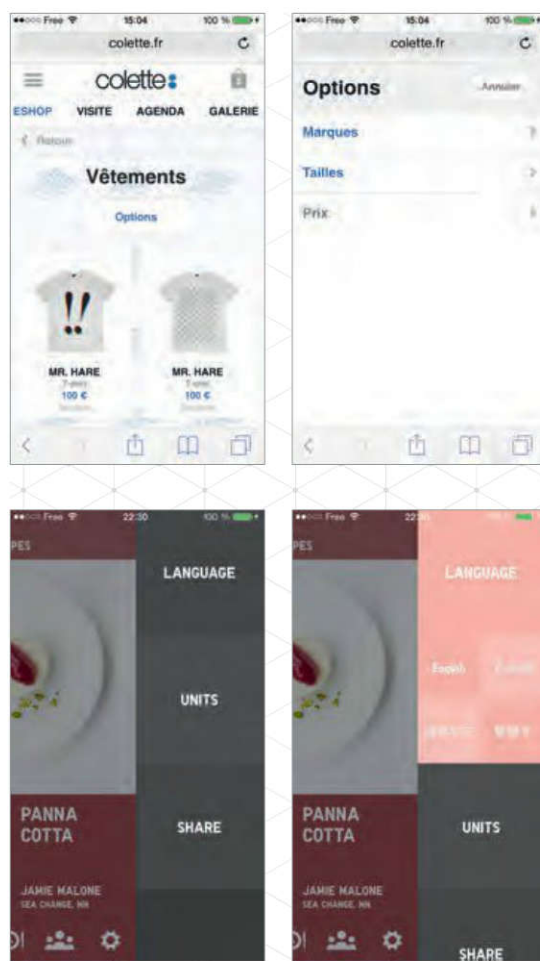 Free 15:04 100 %
colette.fr
colette
ESHOP VISITE AGENDA GALERIE
Retour
Vêtements
Options
MR. HARE MR. HARE
T-shirt
100 € 100 €
Free 15:04 100 %
colette.fr
Options Annuler
Marques
Tailles
Prix
Free 22:30 100 %
PES
LANGUAGE
UNITS
PANNA
COTTA
SHARE
JAMIE MALONE
SEA CHANGE, MN
Free
PES
LANGUAGE
English
PANNA
COTTA
UNITS
JAMIE MALONE
SEA CHANGE, MN
SHARE